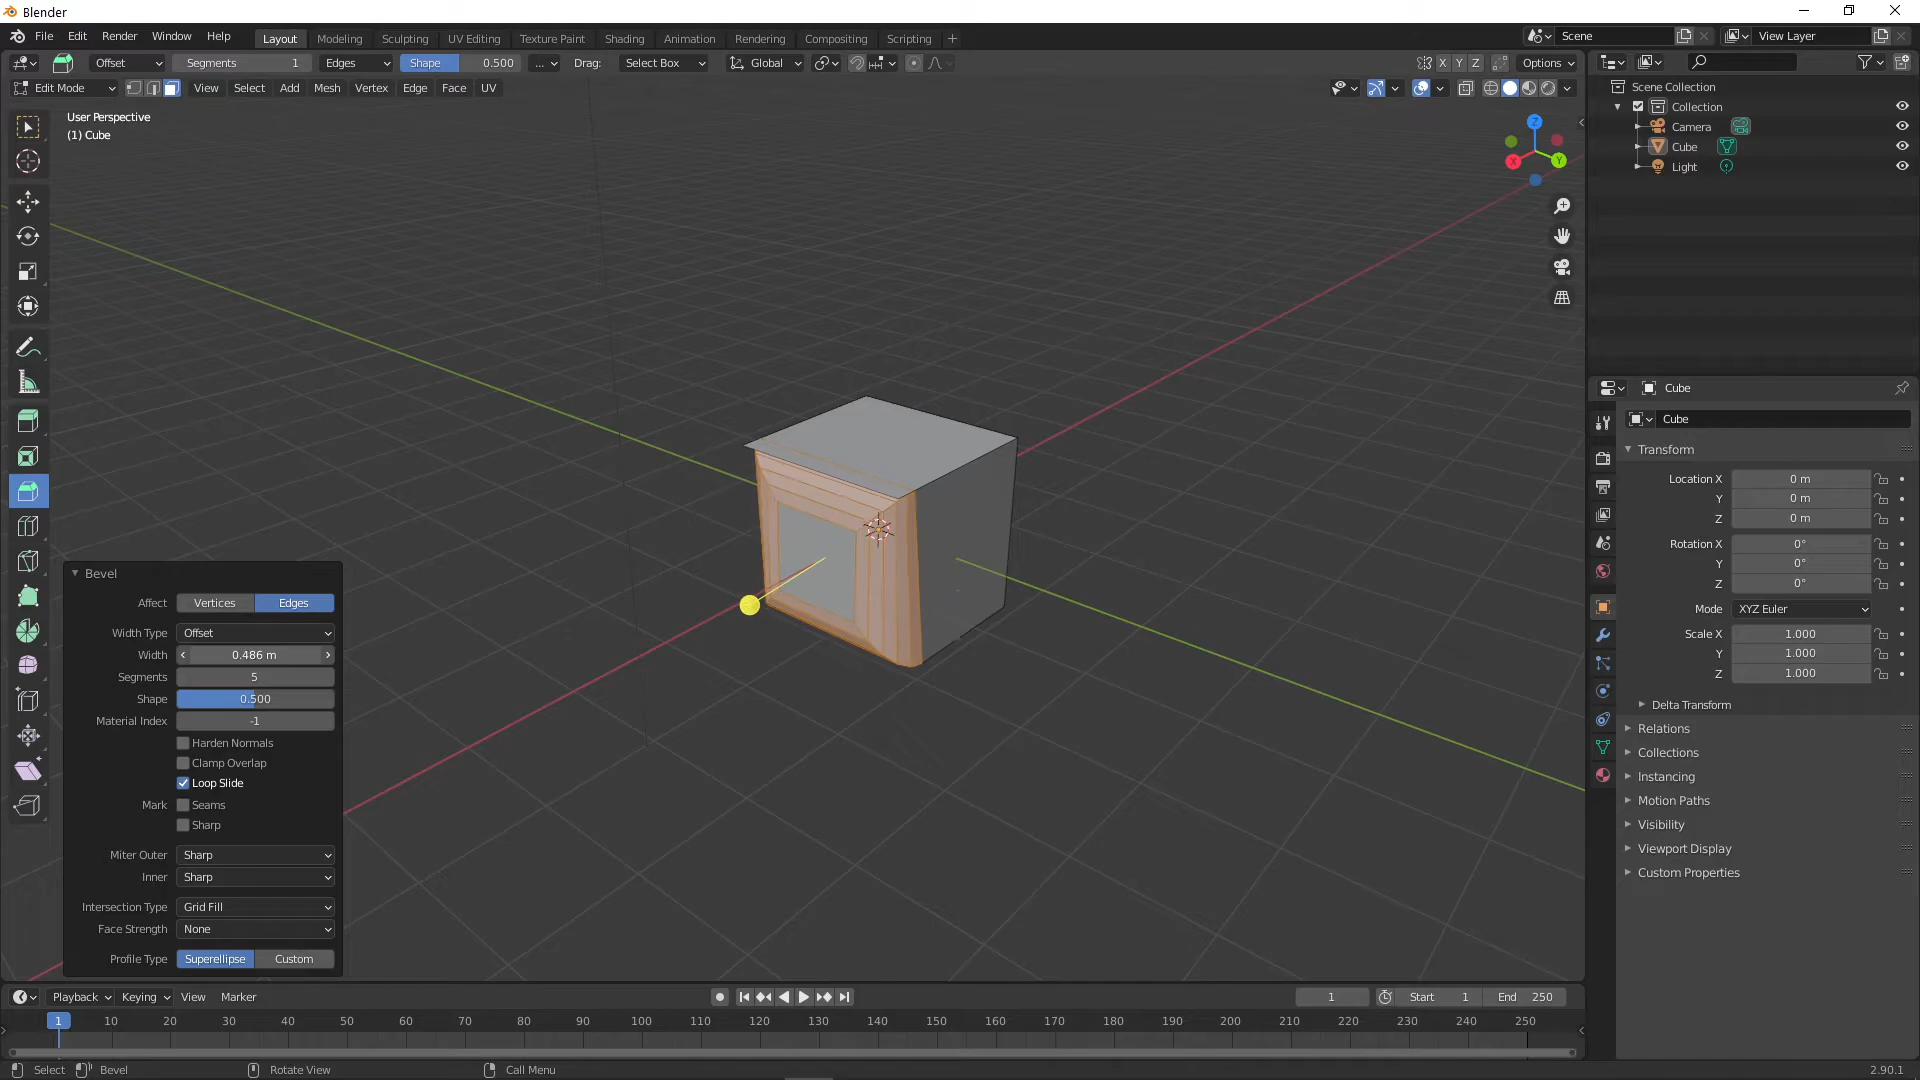 Blender
File Edit Render Window Help
Layout Modeling Sculpting UV Editing Texture Paint Shading Animation Rendering Compositing Scripting +
Scene View Layer
Offset Segments 1 Edges Shape 0.500 ... Drag: Select Box Global X Y Z Options
Edit Mode View Select Add Mesh Vertex Edge Face UV
User Perspective
(1) Cube
Z
X
Y
Scene Collection
Collection
Camera
Cube
Light
Cube
Cube
Transform
Location X 0 m
Y 0 m
Z 0 m
Rotation X 0°
Y 0°
Z 0°
Mode XYZ Euler
Scale X 1.000
Y 1.000
Z 1.000
Delta Transform
Relations
Collections
Instancing
Motion Paths
Visibility
Viewport Display
Custom Properties
Bevel
Affect Vertices Edges
Width Type Offset
Width 0.486 m
Segments 5
Shape 0.500
Material Index -1
Harden Normals
Clamp Overlap
Loop Slide
Mark Seams
Sharp
Miter Outer Sharp
Inner Sharp
Intersection Type Grid Fill
Face Strength None
Profile Type Superellipse Custom
Playback Keying View Marker 1 Start 1 End 250
1 10 20 30 40 50 60 70 80 90 100 110 120 130 140 150 160 170 180 190 200 210 220 230 240 250
Select Bevel Rotate View Call Menu 2.90.1